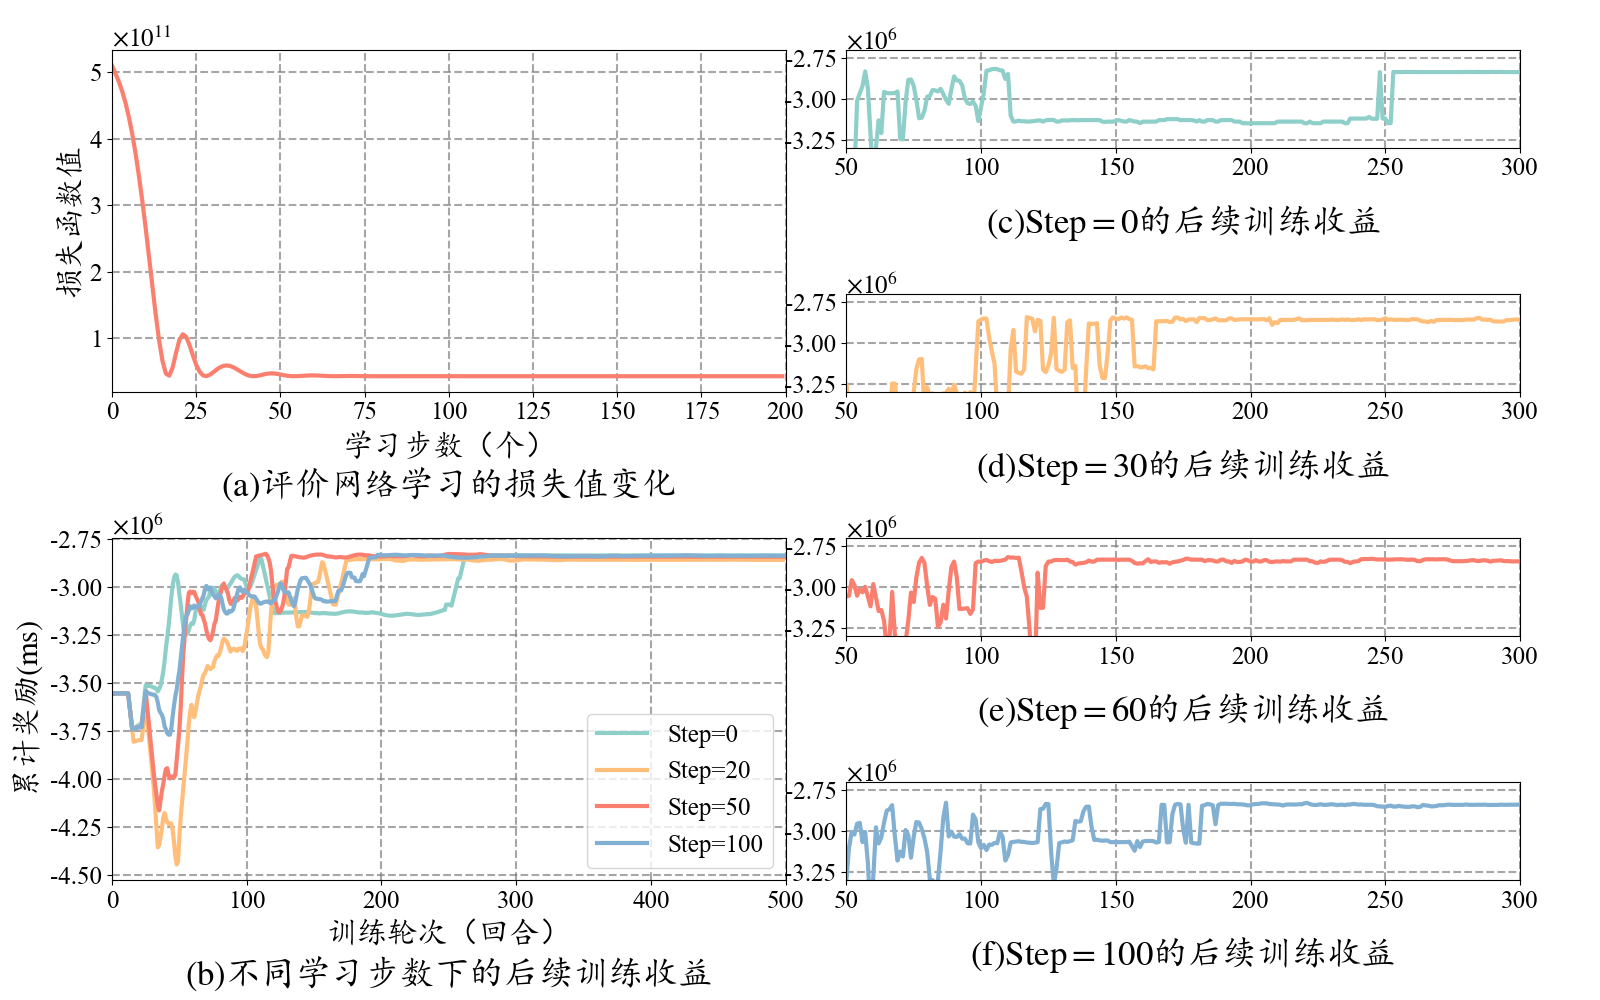 ×10¹¹
5
4
3
2
1
损失函数值
0 25 50 75 100 125 150 175 200
学习步数（个）
(a)评价网络学习的损失值变化
×10⁶
-2.75
-3.00
-3.25
-3.50
-3.75
-4.00
-4.25
-4.50
累计奖励(ms)
Step=0
Step=20
Step=50
Step=100
0 100 200 300 400 500
训练轮次（回合）
(b)不同学习步数下的后续训练收益
×10⁶
-2.75
-3.00
-3.25
50 100 150 200 250 300
(c)Step=0的后续训练收益
×10⁶
-2.75
-3.00
-3.25
50 100 150 200 250 300
(d)Step=30的后续训练收益
×10⁶
-2.75
-3.00
-3.25
50 100 150 200 250 300
(e)Step=60的后续训练收益
×10⁶
-2.75
-3.00
-3.25
50 100 150 200 250 300
(f)Step=100的后续训练收益